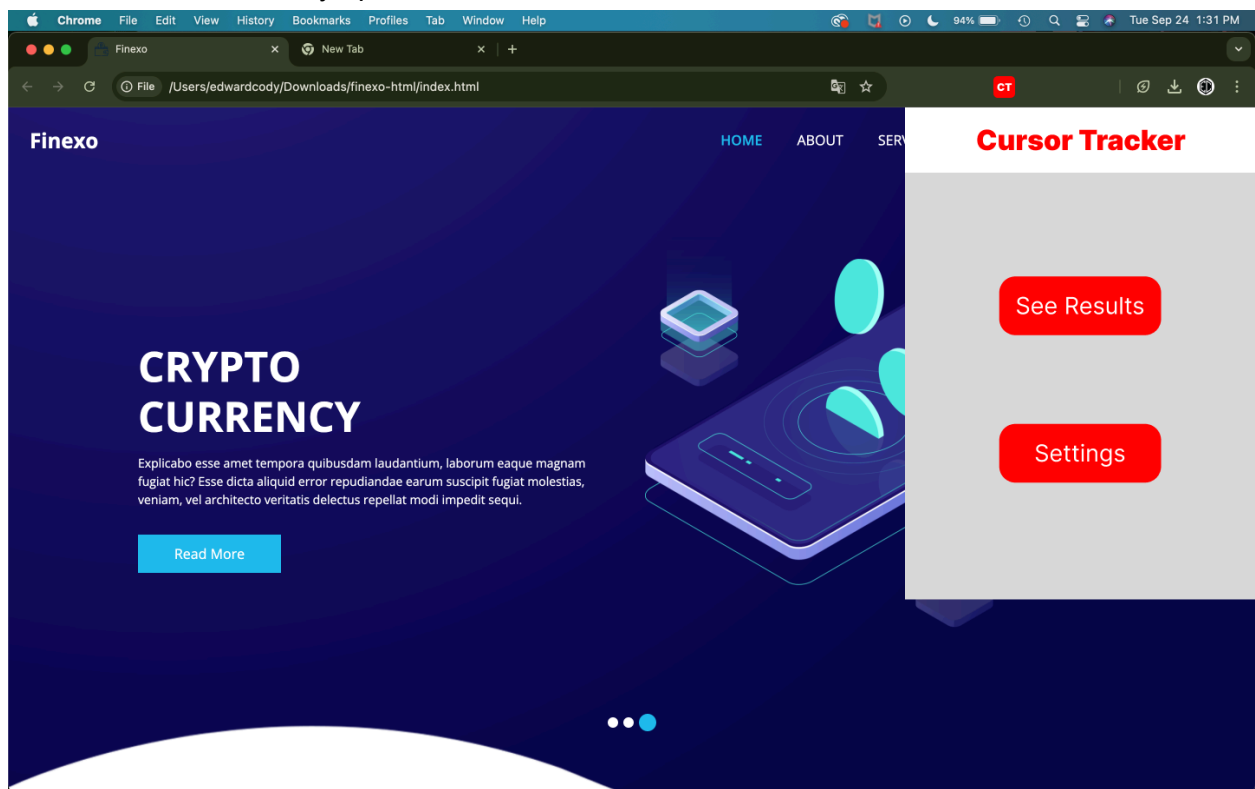 Chrome File Edit View History Bookmarks Profiles Tab Window Help 94% Tue Sep 24 1:31 PM
Finexo New Tab
File /Users/edwardcody/Downloads/finexo-html/index.html CT
Finexo HOME ABOUT SERV
Cursor Tracker
See Results
CRYPTO
CURRENCY
Settings
Explicabo esse amet tempora quibusdam laudantium, laborum eaque magnam
fugiat hic? Esse dicta aliquid error repudiandae earum suscipit fugiat molestias,
veniam, vel architecto veritatis delectus repellat modi impedit sequi.
Read More